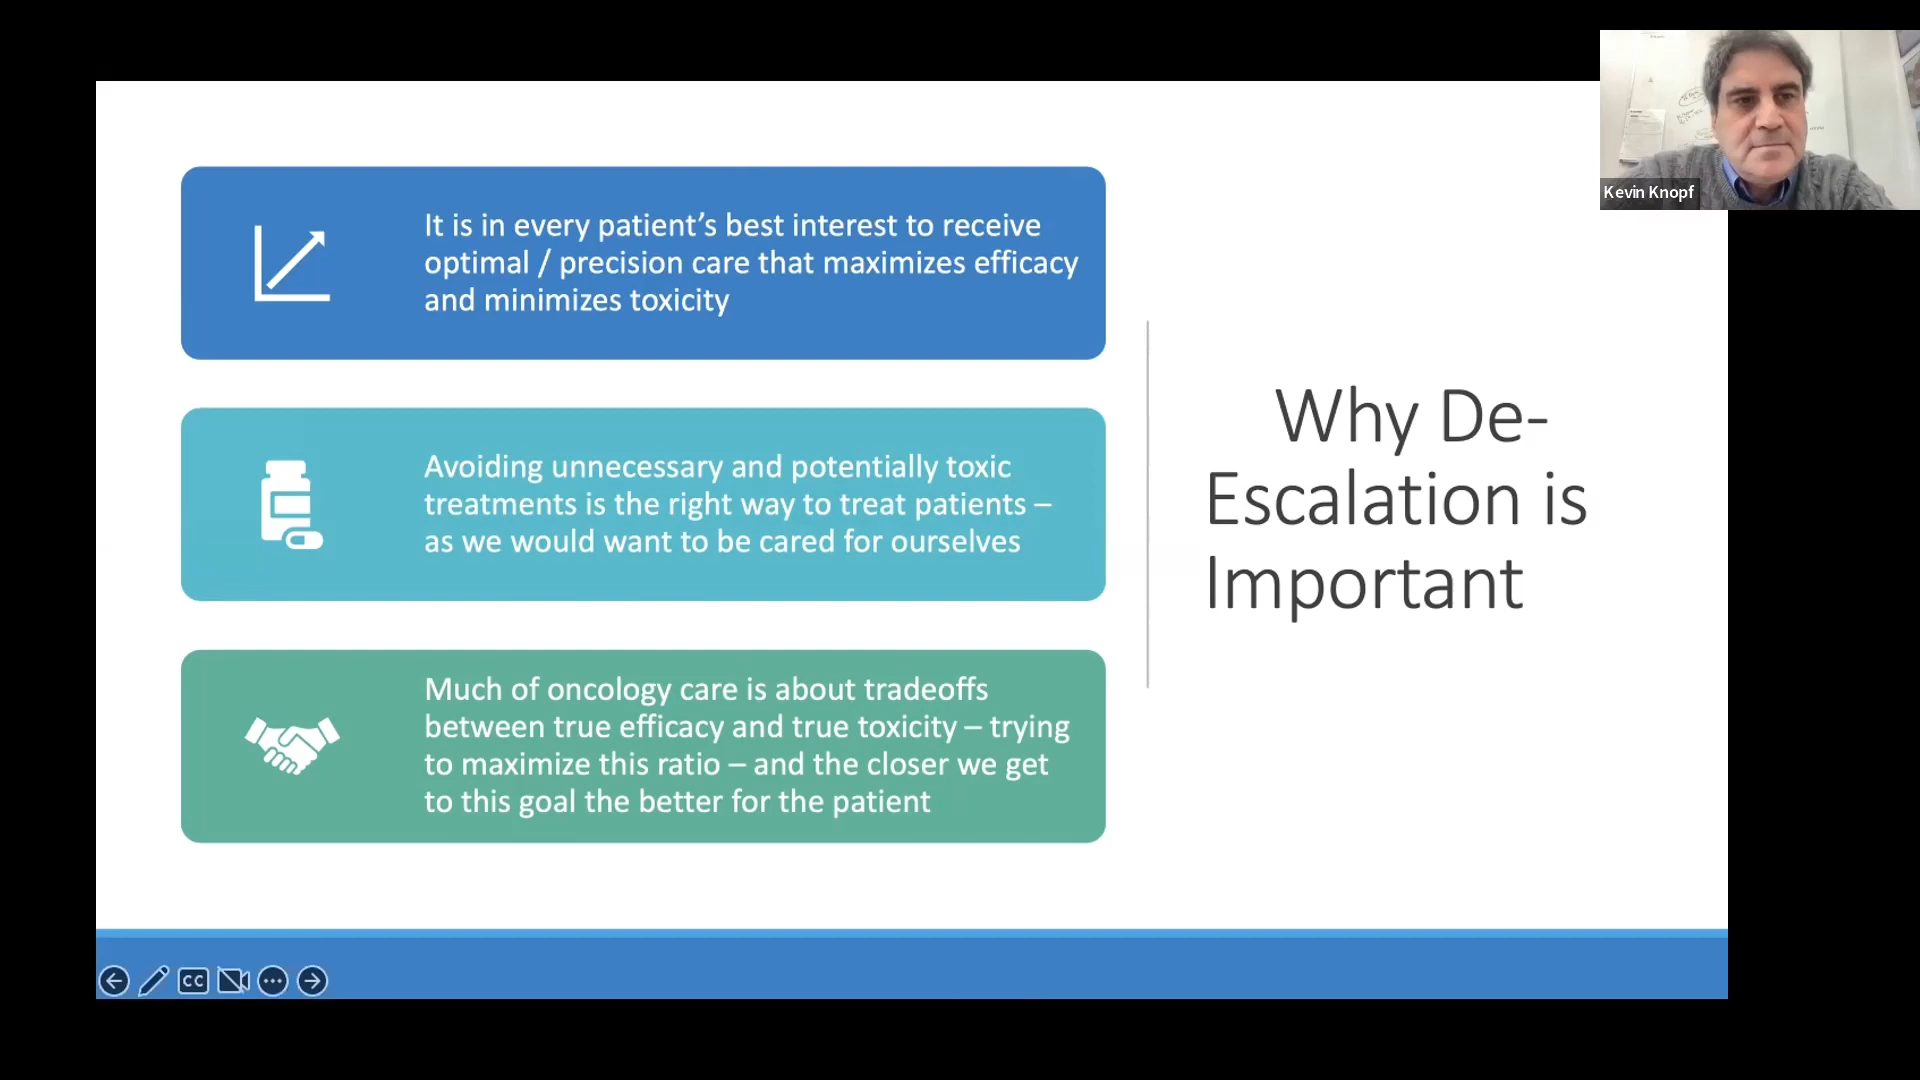 Kevin Knopf
It is in every patient’s best interest to receive
optimal / precision care that maximizes efficacy
and minimizes toxicity
Avoiding unnecessary and potentially toxic
treatments is the right way to treat patients –
as we would want to be cared for ourselves
Much of oncology care is about tradeoffs
between true efficacy and true toxicity – trying
to maximize this ratio – and the closer we get
to this goal the better for the patient
Why De-
Escalation is
Important
CC